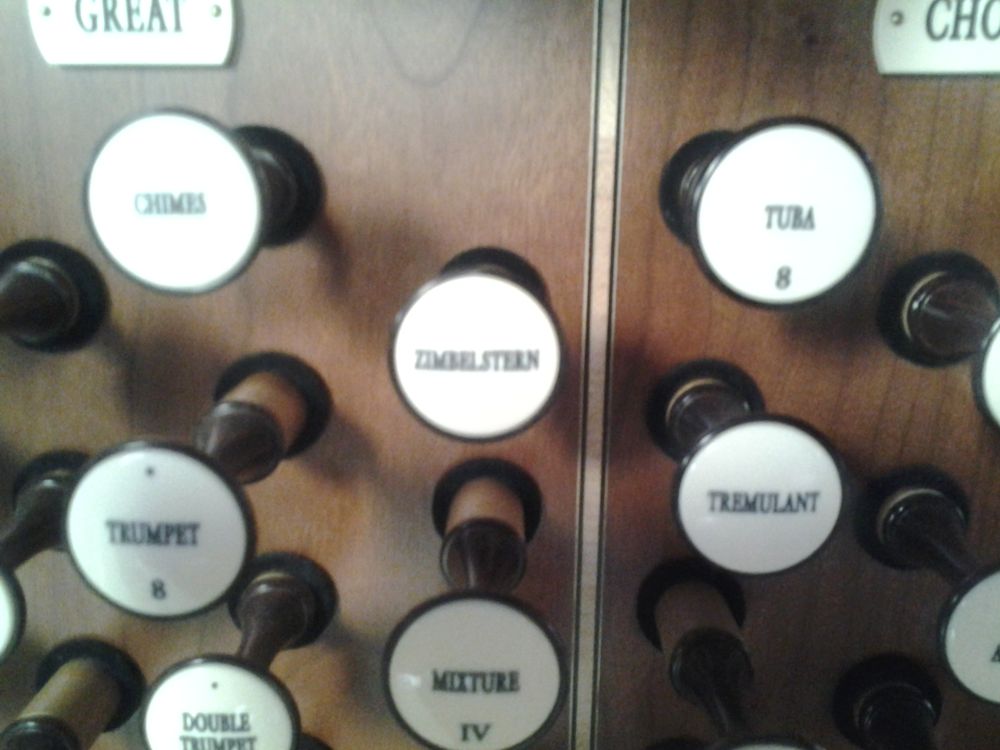 GREAT
CHIMES
ZIMBELSTERN
TRUMPET
8
DOUBLE
TRUMPET
MIXTURE
IV
CHO
TUBA
8
TREMULANT
A